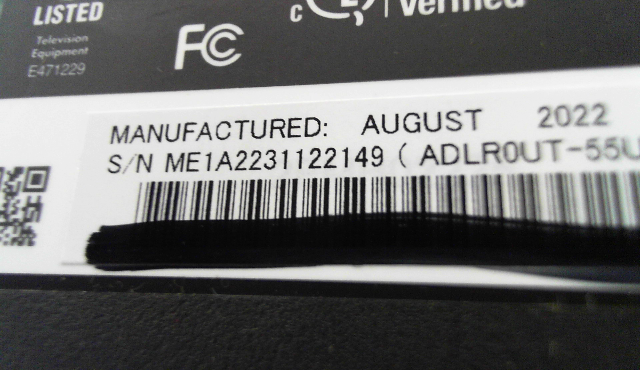 LISTED
Television
Equipment
E471229
FC
c
Verified
MANUFACTURED: AUGUST 2022
S/N ME1A2231122149 ( ADLR0UT-55U